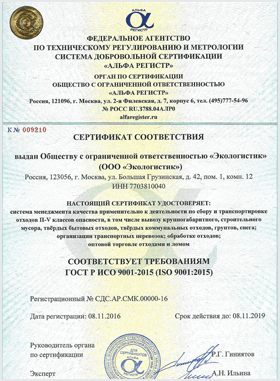 АЛЬФА
РЕГИСТР
ФЕДЕРАЛЬНОЕ АГЕНТСТВО
ПО ТЕХНИЧЕСКОМУ РЕГУЛИРОВАНИЮ И МЕТРОЛОГИИ
СИСТЕМА ДОБРОВОЛЬНОЙ СЕРТИФИКАЦИИ
«АЛЬФА РЕГИСТР»
ОРГАН ПО СЕРТИФИКАЦИИ
ОБЩЕСТВО С ОГРАНИЧЕННОЙ ОТВЕТСТВЕННОСТЬЮ
«АЛЬФА РЕГИСТР»
Россия, 121096, г. Москва, ул. 2-я Филевская, д. 7, корпус 6, тел. (495)777-54-96
№ РОСС RU.З788.04АЛР0
alfaregister.ru
К № 009210
СЕРТИФИКАТ СООТВЕТСТВИЯ
выдан Обществу с ограниченной ответственностью «Экологистик»
(ООО «Экологистик»)
Россия, 123056, г. Москва, ул. Большая Грузинская, д. 42, пом. 1, комн. 12
ИНН 7703810040
НАСТОЯЩИЙ СЕРТИФИКАТ УДОСТОВЕРЯЕТ:
система менеджмента качества применительно к деятельности по сбору и транспортировке
отходов II-V классов опасности, в том числе вывозу крупногабаритного, строительного
мусора, твёрдых бытовых отходов, твёрдых коммунальных отходов, грунтов, снега;
организация транспортных перевозок; обработке отходов;
оптовой торговле отходами и ломом
СООТВЕТСТВУЕТ ТРЕБОВАНИЯМ
ГОСТ Р ИСО 9001-2015 (ISO 9001:2015)
Регистрационный № СДС.АР.СМК.00000-16
Дата регистрации: 08.11.2016 Срок действия до: 08.11.2019
Руководитель органа
по сертификации Р.Г. Гиниятов
Эксперт А.Н. Ильина